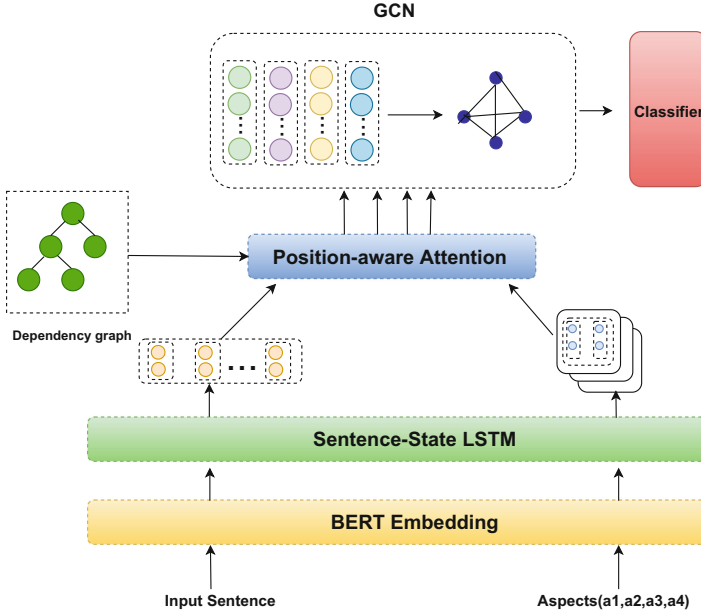 GCN
Classifier
Position-aware Attention
Dependency graph
...
Sentence-State LSTM
BERT Embedding
Input Sentence
Aspects(a1,a2,a3,a4)